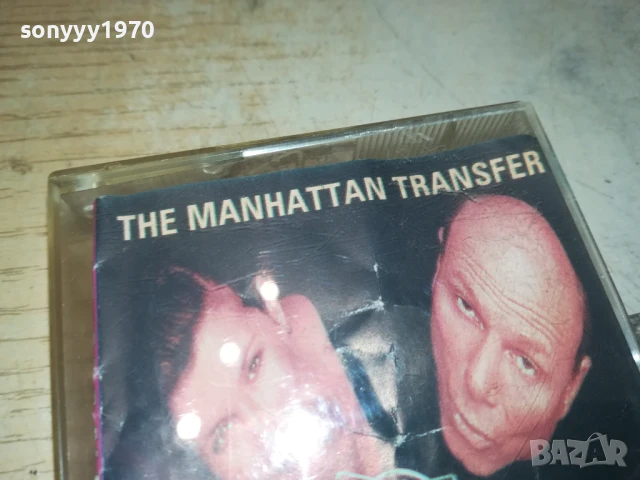 sonyyy1970
THE MANHATTAN TRANSFER
BAZAR